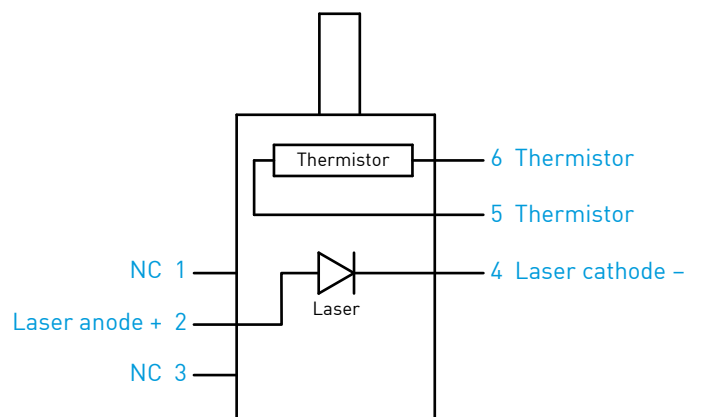 Thermistor
6 Thermistor
5 Thermistor
NC 1
4 Laser cathode –
Laser
Laser anode + 2
NC 3